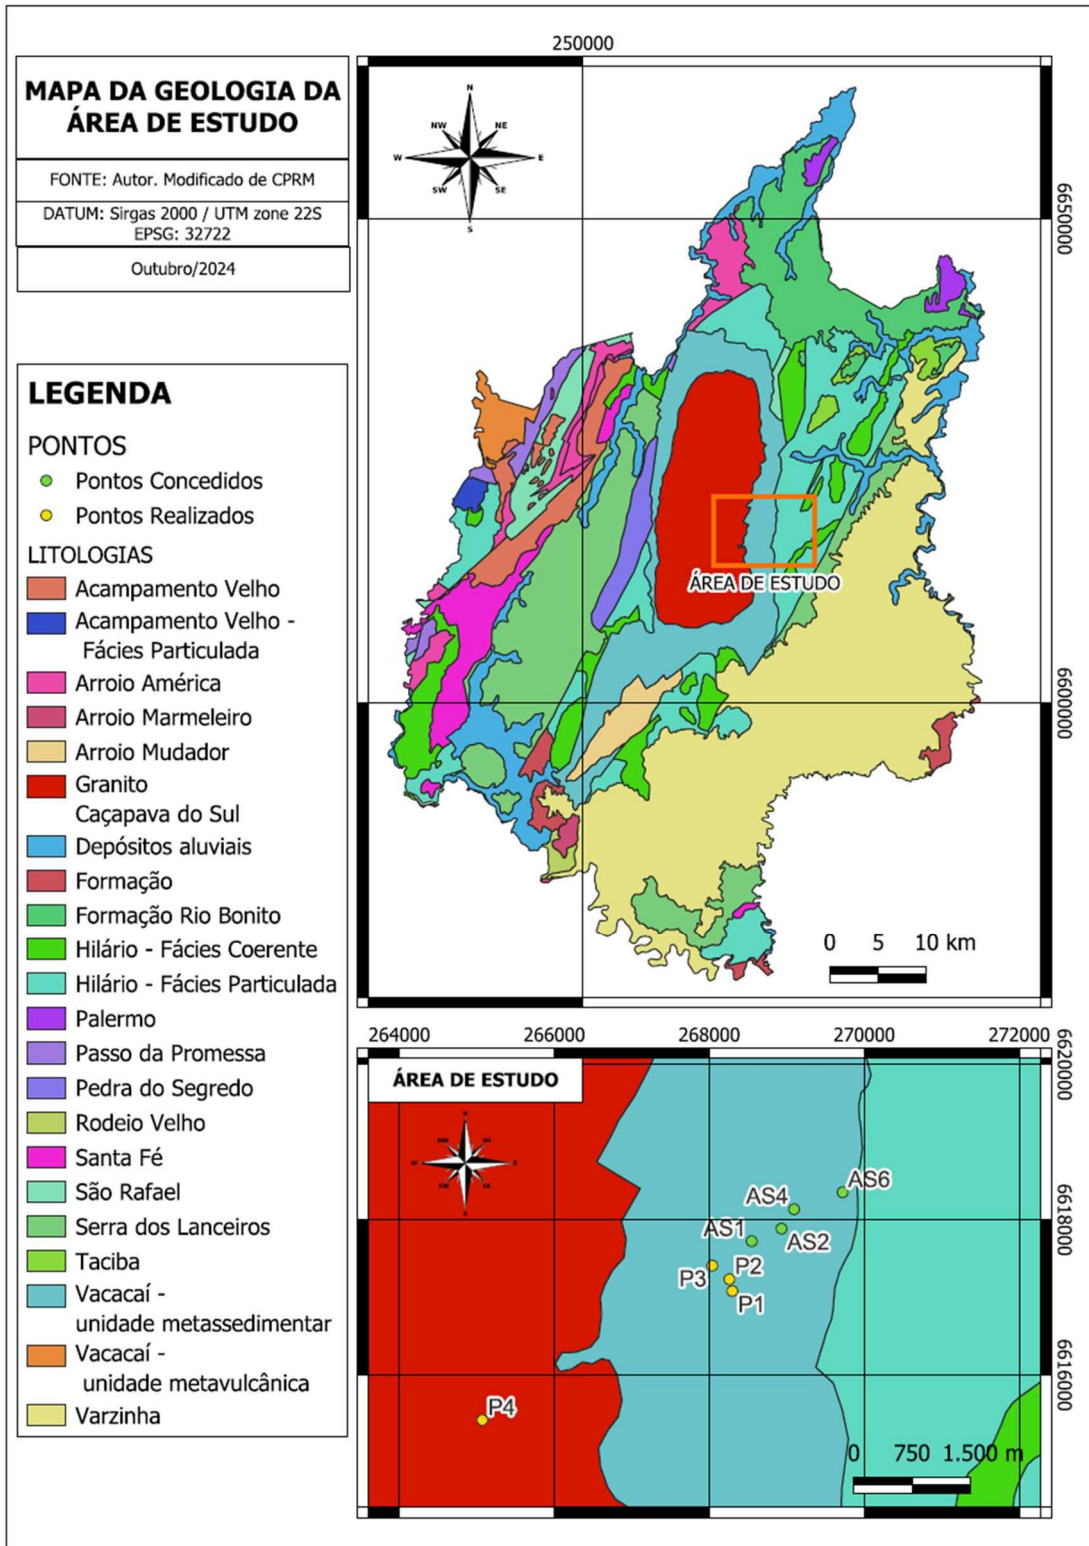 MAPA DA GEOLOGIA DA
ÁREA DE ESTUDO
FONTE: Autor. Modificado de CPRM
DATUM: Sirgas 2000 / UTM zone 22S
EPSG: 32722
Outubro/2024
LEGENDA
PONTOS
Pontos Concedidos
Pontos Realizados
LITOLOGIAS
Acampamento Velho
Acampamento Velho -
Fácies Particulada
Arroio América
Arroio Marmeleiro
Arroio Mudador
Granito
Caçapava do Sul
Depósitos aluviais
Formação
Formação Rio Bonito
Hilário - Fácies Coerente
Hilário - Fácies Particulada
Palermo
Passo da Promessa
Pedra do Segredo
Rodeio Velho
Santa Fé
São Rafael
Serra dos Lanceiros
Taciba
Vacacaí -
unidade metassedimentar
Vacacaí -
unidade metavulcânica
Varzinha
250000
N
NW NE
W E
SW SE
S
6650000
ÁREA DE ESTUDO
6600000
0 5 10 km
264000 266000 268000 270000 272000
ÁREA DE ESTUDO
6620000
AS6
AS4
6618000
AS1
AS2
P3
P2
P1
6616000
P4
0 750 1.500 m